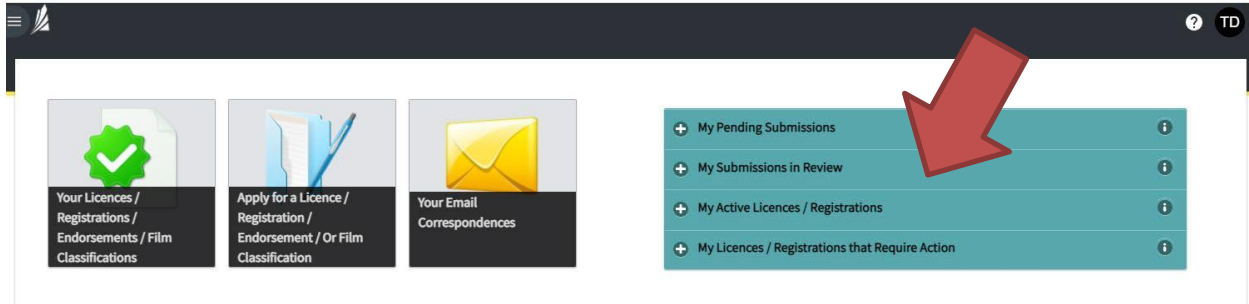 TD
Your Licences /
Registrations /
Endorsements / Film
Classifications
Apply for a Licence /
Registration /
Endorsement / Or Film
Classification
Your Email
Correspondences
My Pending Submissions
My Submissions in Review
My Active Licences / Registrations
My Licences / Registrations that Require Action